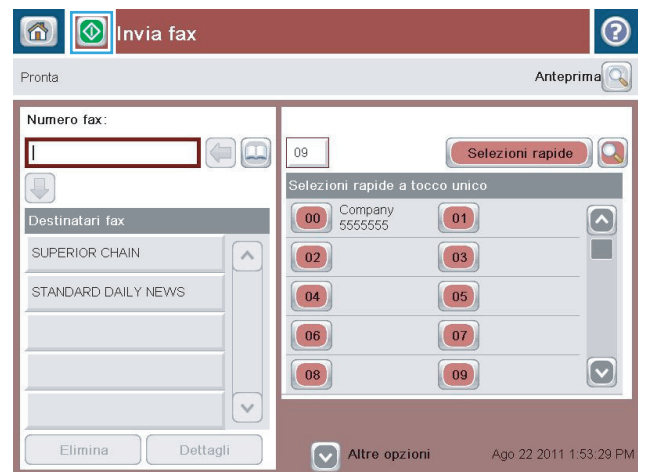 Invia fax
?
Pronta
Anteprima
Numero fax:
09
Selezioni rapide
Selezioni rapide a tocco unico
Destinatari fax
SUPERIOR CHAIN
STANDARD DAILY NEWS
00 Company 01
5555555
02 03
04 05
06 07
08 09
Elimina Dettagli
Altre opzioni
Ago 22 2011 1:53:29 PM